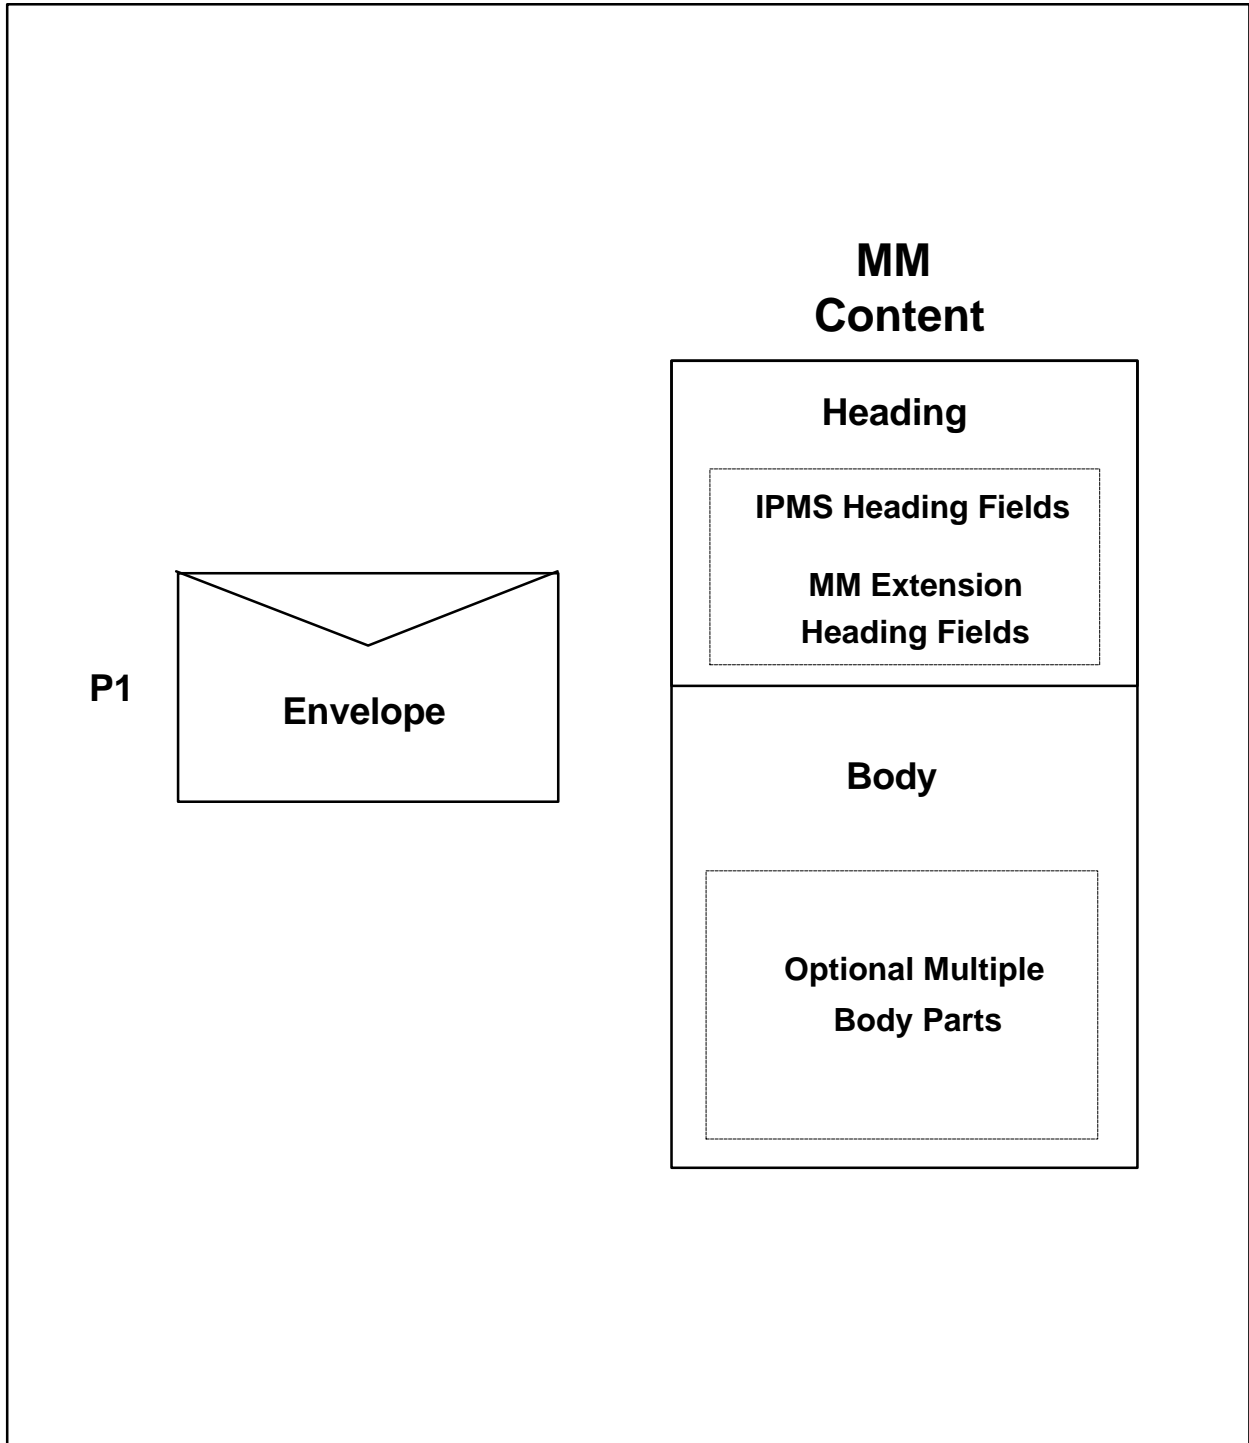 P1
Envelope
MM
Content
Heading
IPMS Heading Fields
MM Extension
Heading Fields
Body
Optional Multiple
Body Parts